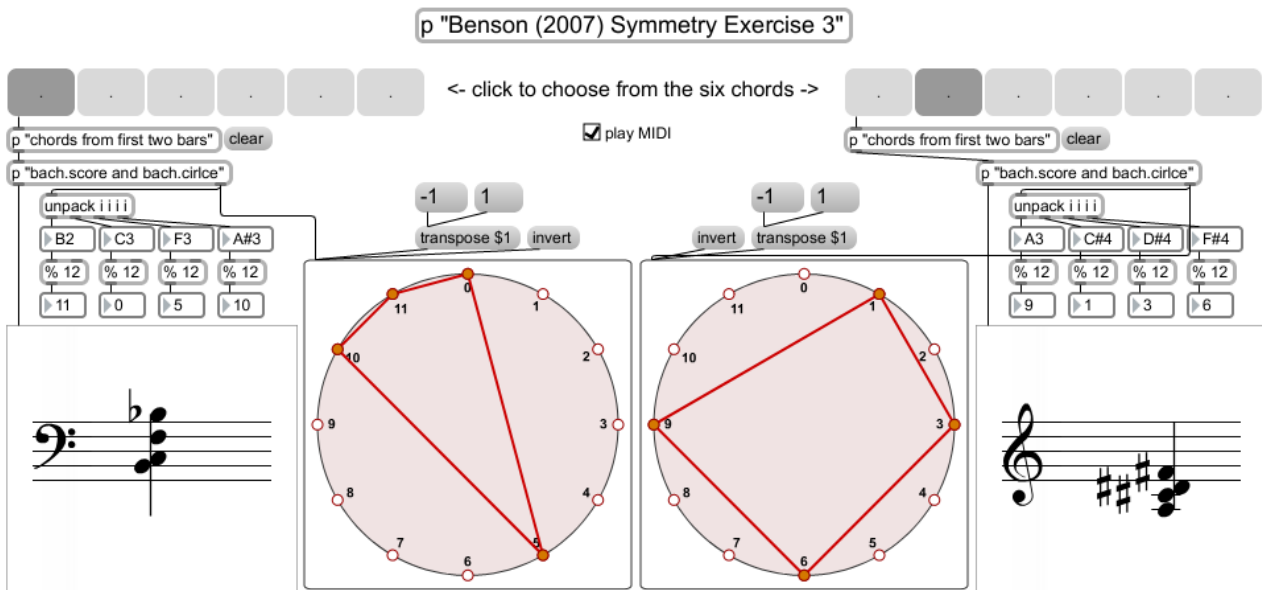 p "Benson (2007) Symmetry Exercise 3"
. . . . . .
<- click to choose from the six chords ->
. . . . . .
p "chords from first two bars" clear
play MIDI
p "chords from first two bars" clear
p "bach.score and bach.cirlce"
p "bach.score and bach.cirlce"
unpack i i i i
-1 1
-1 1
unpack i i i i
B2 C3 F3 A#3
transpose $1 invert
invert transpose $1
A3 C#4 D#4 F#4
% 12 % 12 % 12 % 12
% 12 % 12 % 12 % 12
11 0 5 10
9 1 3 6
0
1
2
3
4
5
6
7
8
9
10
11
0
1
2
3
4
5
6
7
8
9
10
11